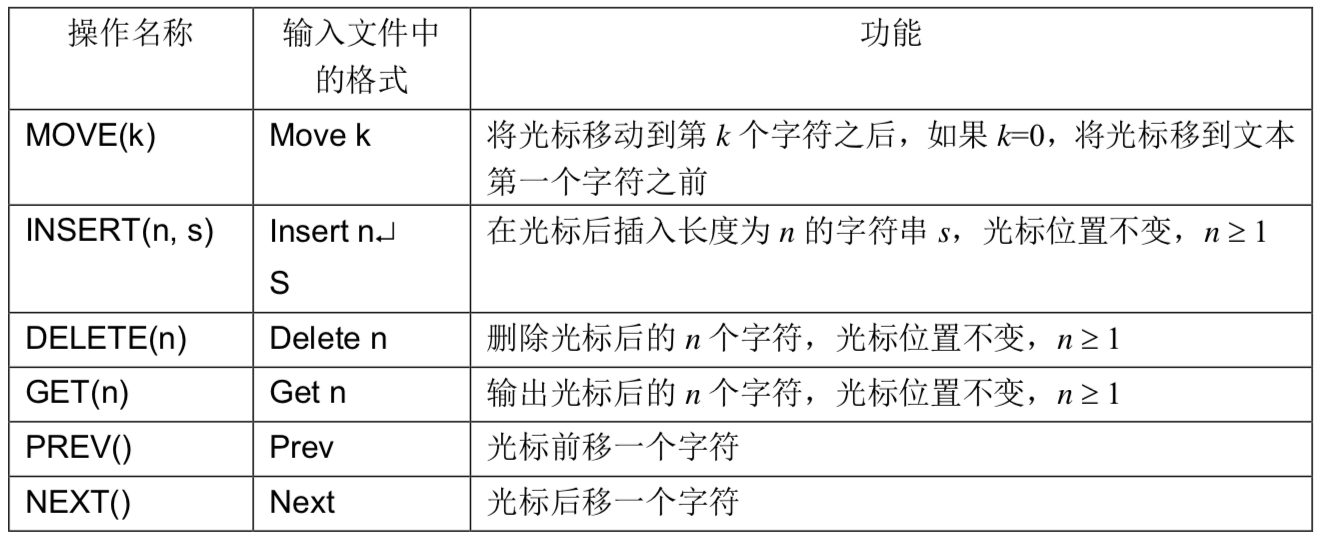 操作名称
输入文件中
的格式
功能
MOVE(k)
Move k
将光标移动到第 k 个字符之后，如果 k=0，将光标移到文本
第一个字符之前
INSERT(n, s)
Insert n↵
S
在光标后插入长度为 n 的字符串 s，光标位置不变，n ≥ 1
DELETE(n)
Delete n
删除光标后的 n 个字符，光标位置不变，n ≥ 1
GET(n)
Get n
输出光标后的 n 个字符，光标位置不变，n ≥ 1
PREV()
Prev
光标前移一个字符
NEXT()
Next
光标后移一个字符